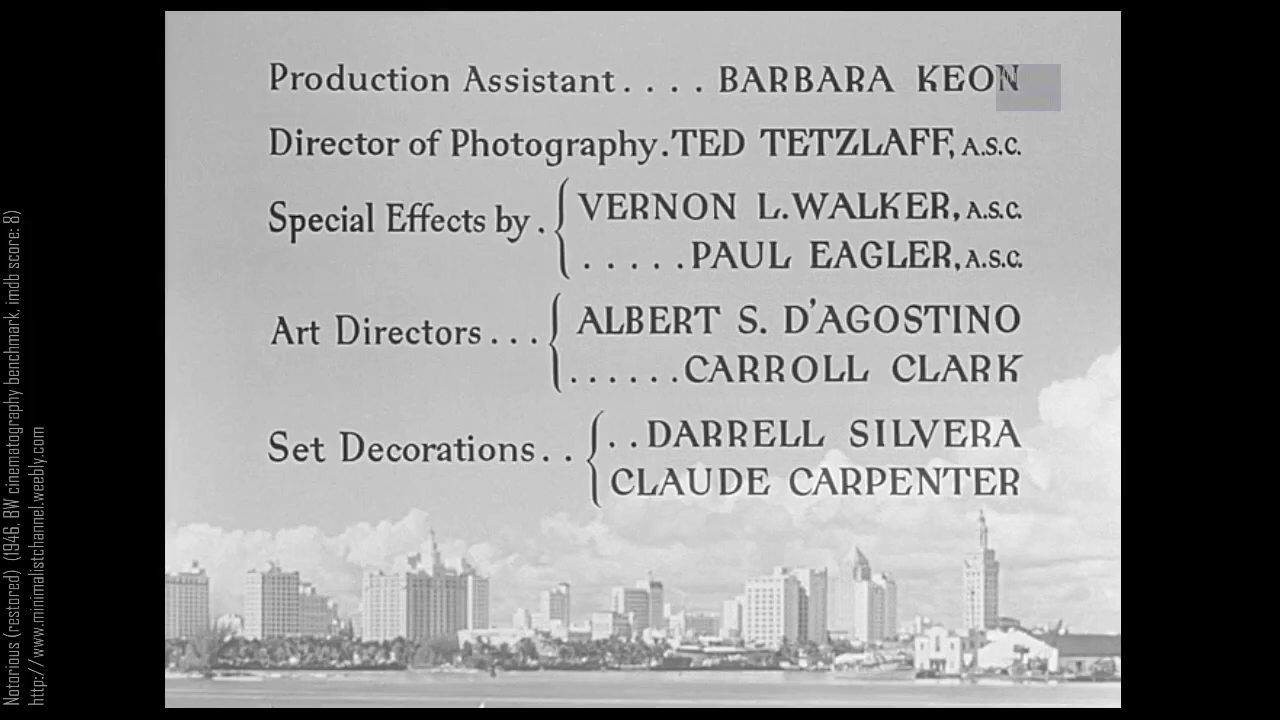 Production Assistant . . . . BARBARA KEON
Director of Photography . TED TETZLAFF, A.S.C.
Special Effects by . { VERNON L. WALKER, A.S.C.
. . . . . PAUL EAGLER, A.S.C.
Art Directors . . . { ALBERT S. D'AGOSTINO
. . . . . . CARROLL CLARK
Set Decorations . . { . . DARRELL SILVERA
CLAUDE CARPENTER
Notorious (restored) (1946, BW cinematography benchmark, imdb score: 8)
http://www.minimalistchannel.weebly.com